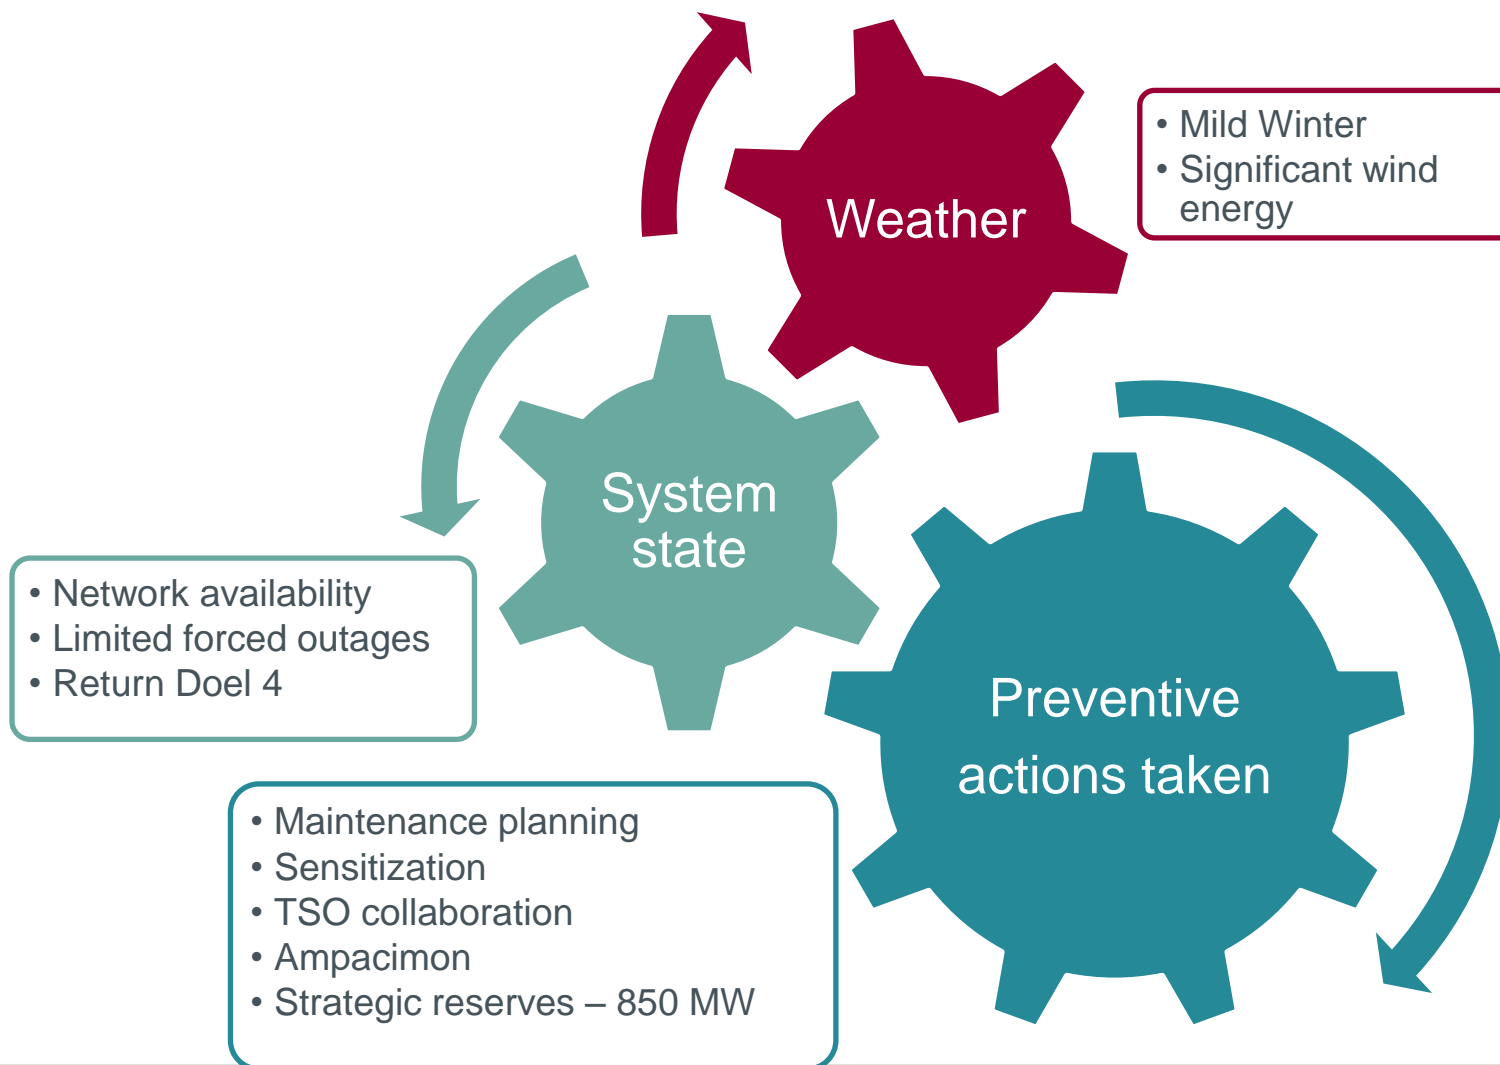 Weather
• Mild Winter
• Significant wind
energy
System
state
• Network availability
• Limited forced outages
• Return Doel 4
Preventive
actions taken
• Maintenance planning
• Sensitization
• TSO collaboration
• Ampacimon
• Strategic reserves – 850 MW